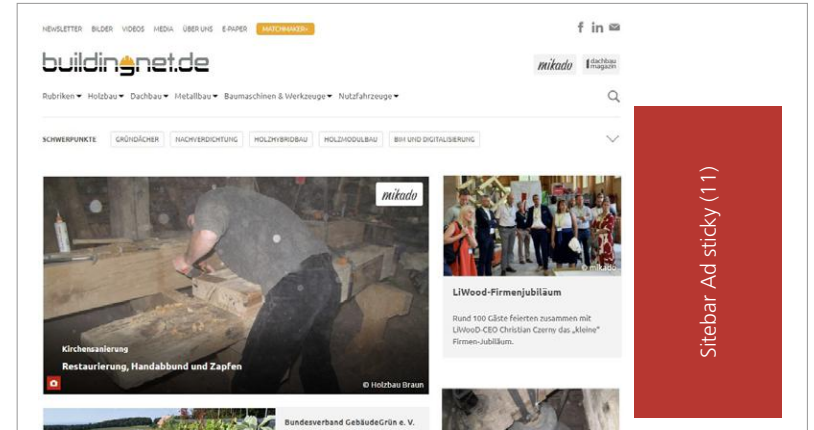 NEWSLETTER BILDER VIDEOS MEDIA ÜBER UNS E-PAPER MATCHMAKER+
buildingnet.de
mikado dachbau magazin
Rubriken Holzbau Dachbau Metallbau Baumaschinen & Werkzeuge Nutzfahrzeuge
SCHWERPUNKTE GRÜNDÄCHER NACHVERDICHTUNG HOLZHYBRIDBAU HOLZMODULBAU BIM UND DIGITALISIERUNG
mikado
Kirchensanierung
Restaurierung, Handabbund und Zapfen
© Holzbau Braun
© mikado
LiWood-Firmenjubiläum
Rund 100 Gäste feierten zusammen mit
LiWooD-CEO Christian Czerny das „kleine"
Firmen-Jubiläum.
Bundesverband GebäudeGrün e. V.
Sitebar Ad sticky (11)